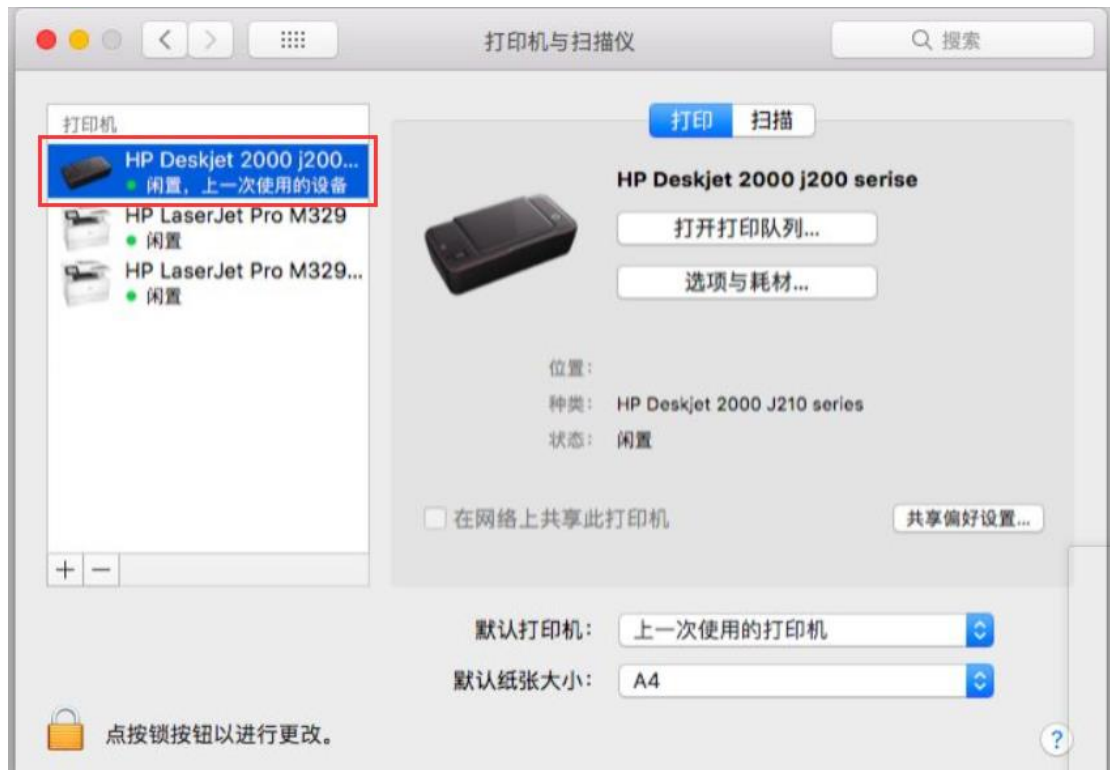 打印机与扫描仪
搜索
打印机
HP Deskjet 2000 j200...
闲置，上一次使用的设备
HP LaserJet Pro M329
闲置
HP LaserJet Pro M329...
闲置
打印 扫描
HP Deskjet 2000 j200 serise
打开打印队列...
选项与耗材...
位置：
种类： HP Deskjet 2000 J210 series
状态： 闲置
在网络上共享此打印机
共享偏好设置...
默认打印机： 上一次使用的打印机
默认纸张大小： A4
点按锁按钮以进行更改。
?